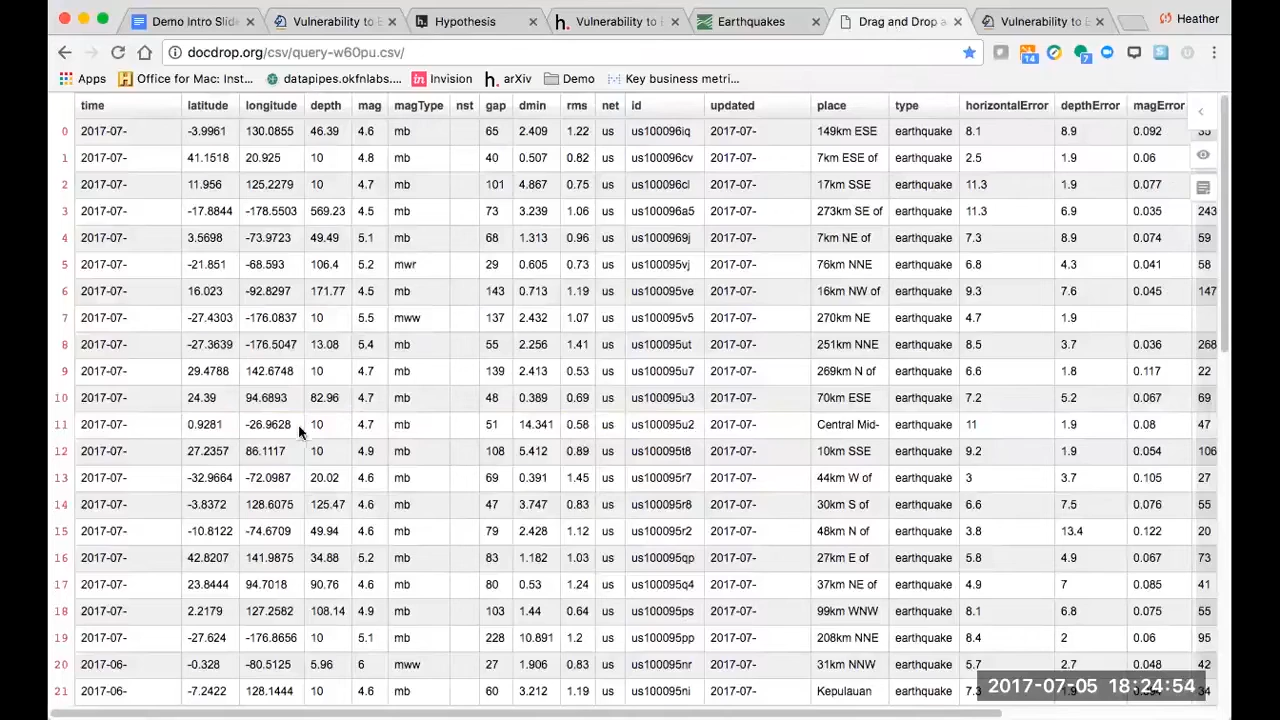 Demo Intro Slid
Vulnerability to E
Hypothesis
Vulnerability to E
Earthquakes
Drag and Drop a
Vulnerability to E
Heather
docdrop.org/csv/query-w60pu.csv/
14
7
Apps Office for Mac: Inst... datapipes.okfnlabs.... in Invision h. arXiv Demo Key business metri...
time latitude longitude depth mag magType nst gap dmin rms net id updated place type horizontalError depthError magError
0 2017-07- -3.9961 130.0855 46.39 4.6 mb 65 2.409 1.22 us us100096iq 2017-07- 149km ESE earthquake 8.1 8.9 0.092 35
1 2017-07- 41.1518 20.925 10 4.8 mb 40 0.507 0.82 us us100096cv 2017-07- 7km ESE of earthquake 2.5 1.9 0.06
2 2017-07- 11.956 125.2279 10 4.7 mb 101 4.867 0.75 us us100096cl 2017-07- 17km SSE earthquake 11.3 1.9 0.077
3 2017-07- -17.8844 -178.5503 569.23 4.5 mb 73 3.239 1.06 us us100096a5 2017-07- 273km SE of earthquake 11.3 6.9 0.035 243
4 2017-07- 3.5698 -73.9723 49.49 5.1 mb 68 1.313 0.96 us us1000969j 2017-07- 7km NE of earthquake 7.3 8.9 0.074 59
5 2017-07- -21.851 -68.593 106.4 5.2 mwr 29 0.605 0.73 us us100095vj 2017-07- 76km NNE earthquake 6.8 4.3 0.041 58
6 2017-07- 16.023 -92.8297 171.77 4.5 mb 143 0.713 1.19 us us100095ve 2017-07- 16km NW of earthquake 9.3 7.6 0.045 147
7 2017-07- -27.4303 -176.0837 10 5.5 mww 137 2.432 1.07 us us100095v5 2017-07- 270km NE earthquake 4.7 1.9
8 2017-07- -27.3639 -176.5047 13.08 5.4 mb 55 2.256 1.41 us us100095ut 2017-07- 251km NNE earthquake 8.5 3.7 0.036 268
9 2017-07- 29.4788 142.6748 10 4.7 mb 139 2.413 0.53 us us100095u7 2017-07- 269km N of earthquake 6.6 1.8 0.117 22
10 2017-07- 24.39 94.6893 82.96 4.7 mb 48 0.389 0.69 us us100095u3 2017-07- 70km ESE earthquake 7.2 5.2 0.067 69
11 2017-07- 0.9281 -26.9628 10 4.7 mb 51 14.341 0.58 us us100095u2 2017-07- Central Mid- earthquake 11 1.9 0.08 47
12 2017-07- 27.2357 86.1117 10 4.9 mb 108 5.412 0.89 us us100095t8 2017-07- 10km SSE earthquake 9.2 1.9 0.054 106
13 2017-07- -32.9664 -72.0987 20.02 4.6 mb 69 0.391 1.45 us us100095r7 2017-07- 44km W of earthquake 3 3.7 0.105 27
14 2017-07- -3.8372 128.6075 125.47 4.6 mb 47 3.747 0.83 us us100095r8 2017-07- 30km S of earthquake 6.6 7.5 0.076 55
15 2017-07- -10.8122 -74.6709 49.94 4.6 mb 79 2.428 1.12 us us100095r2 2017-07- 48km N of earthquake 3.8 13.4 0.122 20
16 2017-07- 42.8207 141.9875 34.88 5.2 mb 83 1.182 1.03 us us100095qp 2017-07- 27km E of earthquake 5.8 4.9 0.067 73
17 2017-07- 23.8444 94.7018 90.76 4.6 mb 80 0.53 1.24 us us100095q4 2017-07- 37km NE of earthquake 4.9 7 0.085 41
18 2017-07- 2.2179 127.2582 108.14 4.9 mb 103 1.44 0.64 us us100095ps 2017-07- 99km WNW earthquake 8.1 6.8 0.075 55
19 2017-07- -27.624 -176.8656 10 5.1 mb 228 10.891 1.2 us us100095pp 2017-07- 208km NNE earthquake 8.4 2 0.06 95
20 2017-06- -0.328 -80.5125 5.96 6 mww 27 1.906 0.83 us us100095nr 2017-07- 31km NNW earthquake 5.7 2.7 0.048 42
21 2017-06- -7.2422 128.1444 10 4.6 mb 60 3.212 1.19 us us100095ni 2017-07- Kepulauan earthquake 34
2017-07-05 18:24:54